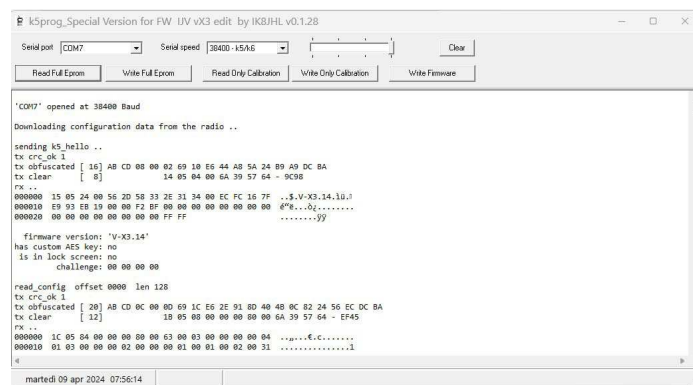 k5prog_Special Version for FW IJV vX3 edit by IK8JHL v0.1.28
Serial port COM7 Serial speed 38400 - k5/k6 Clear
Read Full Eprom Write Full Eprom Read Only Calibration Write Only Calibration Write Firmware
'COM7' opened at 38400 Baud
Downloading configuration data from the radio ..
sending k5_hello ..
tx crc_ok 1
tx obfuscated [ 16] AB CD 08 00 02 69 10 E6 44 A8 5A 24 B9 A9 DC BA
tx clear [ 8] 14 05 04 00 6A 39 57 64 - 9C98
rx ..
000000 15 05 24 00 56 2D 58 33 2E 31 34 00 EC FC 16 7F ..$.V-X3.14.ìü.
000010 E9 93 EB 19 00 00 F2 BF 00 00 00 00 00 00 00 00 é“ë...ò¿........
000020 00 00 00 00 00 00 FF FF ........ÿÿ
firmware version: 'V-X3.14'
has custom AES key: no
is in lock screen: no
challenge: 00 00 00 00
read_config offset 0000 len 128
tx crc_ok 1
tx obfuscated [ 20] AB CD 0C 00 0D 69 1C E6 2E 91 8D 40 4B 0C 82 24 56 EC DC BA
tx clear [ 12] 1B 05 08 00 00 00 80 00 6A 39 57 64 - EF45
rx ..
000000 1C 05 84 00 00 00 80 00 63 00 03 00 00 00 00 04 ..„...€.c.......
000010 01 03 00 00 00 02 00 00 00 01 00 01 00 02 00 31 ...............1
martedì 09 apr 2024 07:56:14